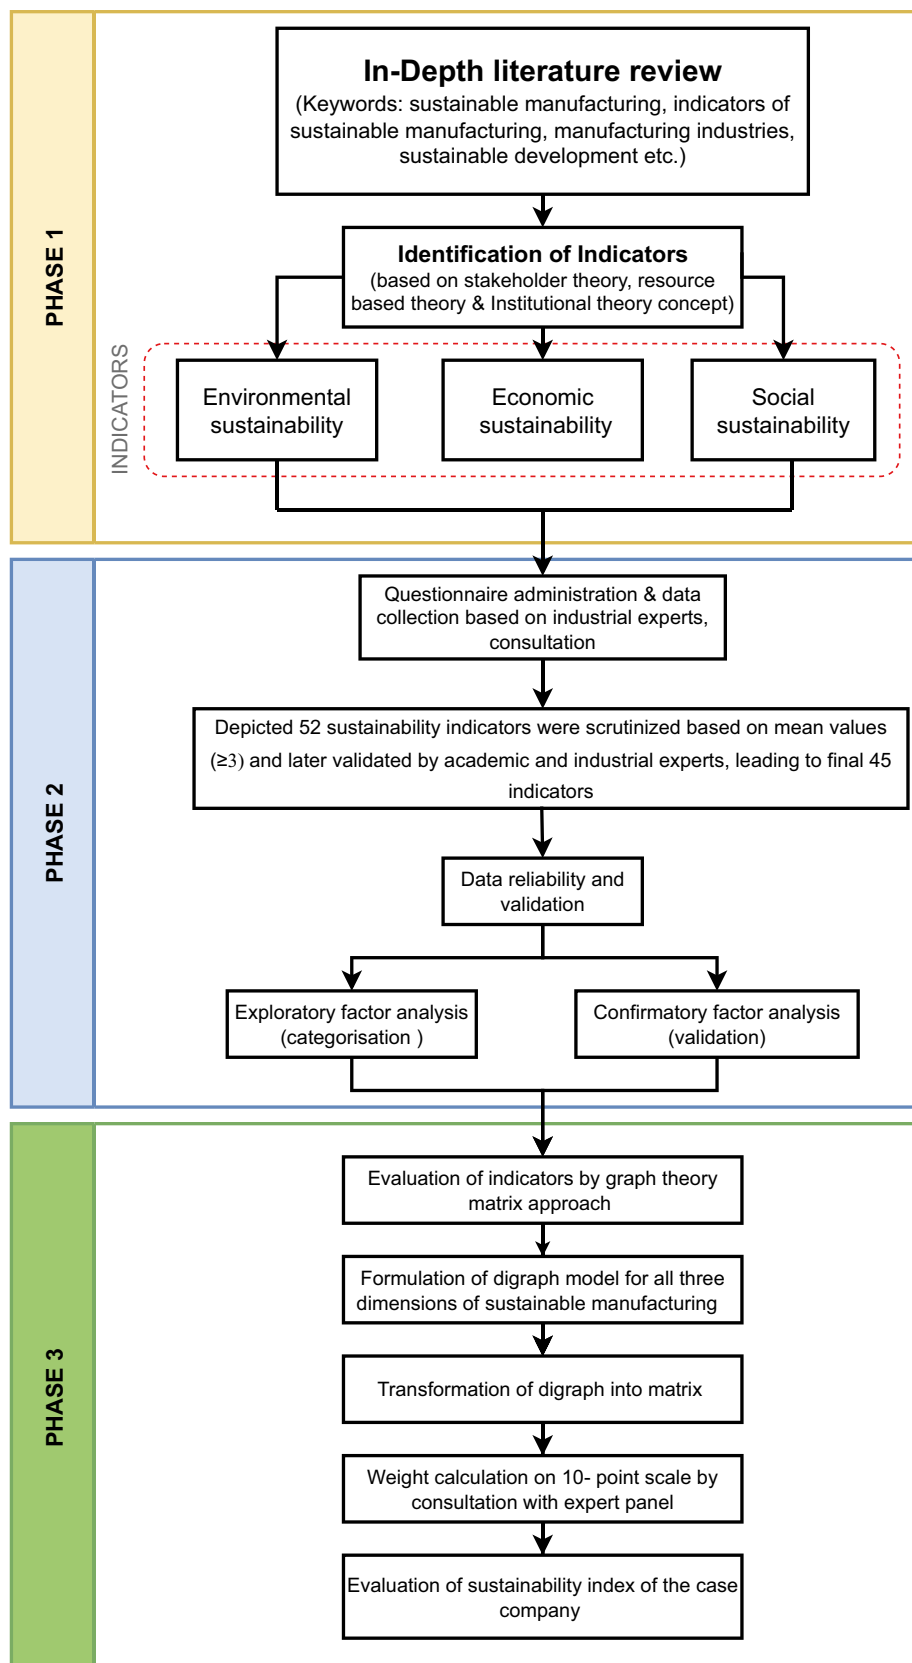 PHASE 1
In-Depth literature review
(Keywords: sustainable manufacturing, indicators of
sustainable manufacturing, manufacturing industries,
sustainable development etc.)
Identification of Indicators
(based on stakeholder theory, resource
based theory & Institutional theory concept)
INDICATORS
Environmental
sustainability
Economic
sustainability
Social
sustainability
PHASE 2
Questionnaire administration & data
collection based on industrial experts,
consultation
Depicted 52 sustainability indicators were scrutinized based on mean values
(≥3) and later validated by academic and industrial experts, leading to final 45
indicators
Data reliability and
validation
Exploratory factor analysis
(categorisation )
Confirmatory factor analysis
(validation)
PHASE 3
Evaluation of indicators by graph theory
matrix approach
Formulation of digraph model for all three
dimensions of sustainable manufacturing
Transformation of digraph into matrix
Weight calculation on 10- point scale by
consultation with expert panel
Evaluation of sustainability index of the case
company